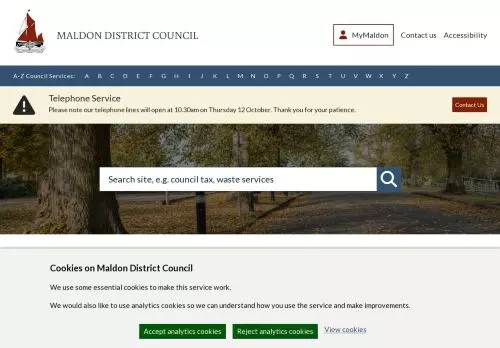 MALDON DISTRICT COUNCIL
MyMaldon Contact us Accessibility
A-Z Council Services: A B C D E F G H I J K L M N O P Q R S T U V W X Y Z
Telephone Service
Please note our telephone lines will open at 10.30am on Thursday 12 October. Thank you for your patience.
Contact Us
Search site, e.g. council tax, waste services
Cookies on Maldon District Council
We use some essential cookies to make this service work.
We would also like to use analytics cookies so we can understand how you use the service and make improvements.
Accept analytics cookies Reject analytics cookies View cookies